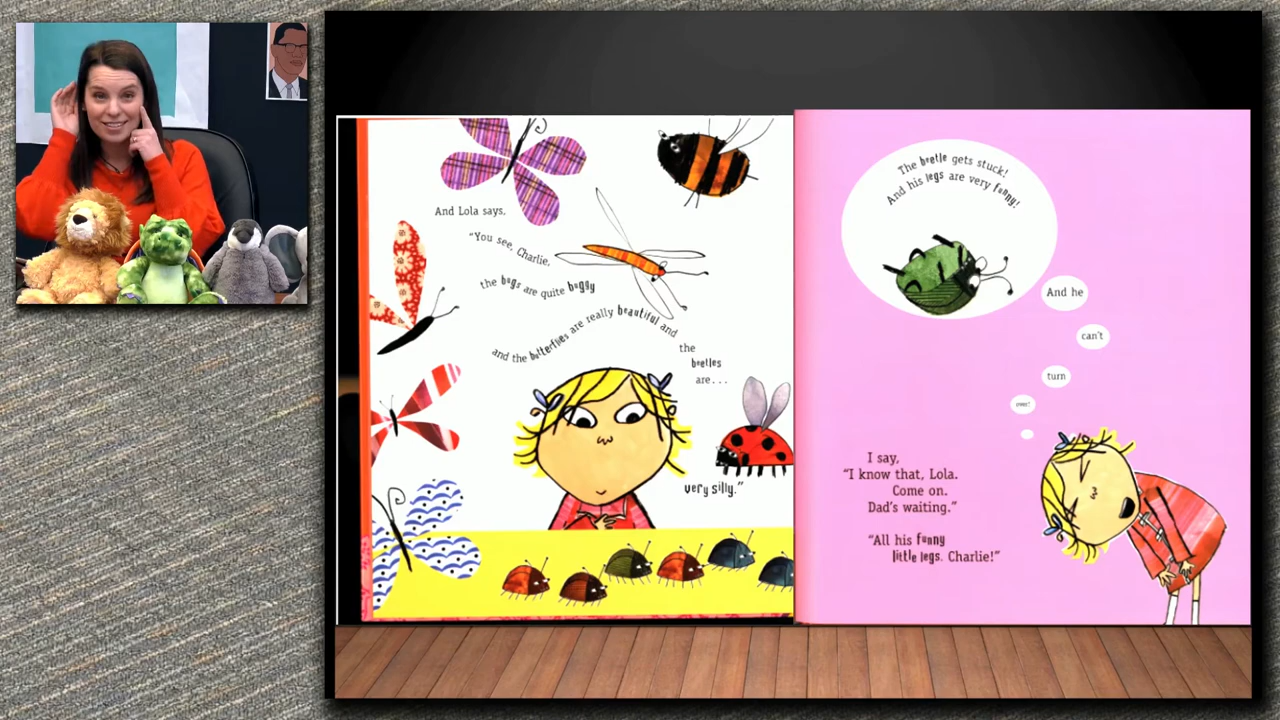 And Lola says,
"You see, Charlie,
the bugs are quite buggy
and the butterflies are really beautiful and
the
beetles
are...
very silly."
The beetle gets stuck!
And his legs are very funny!
And he
can't
turn
over!
I say,
"I know that, Lola.
Come on.
Dad's waiting."
"All his funny
little legs. Charlie!"